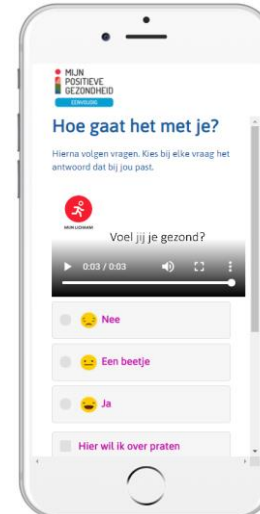 MIJN
POSITIEVE
GEZONDHEID
EENVOUDIG
Hoe gaat het met je?
Hierna volgen vragen. Kies bij elke vraag het
antwoord dat bij jou past.
MIJN LICHAAM
Voel jij je gezond?
0:03 / 0:03
Nee
Een beetje
Ja
Hier wil ik over praten